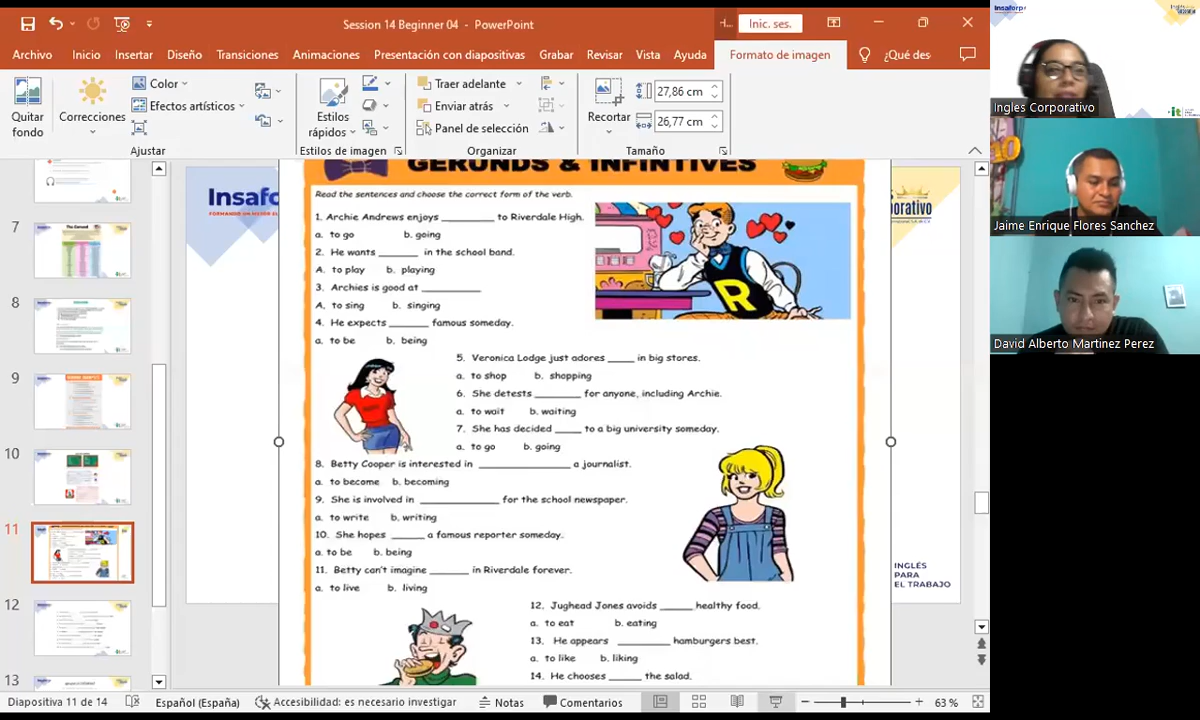 Session 14 Beginner 04 - PowerPoint
Inic. ses.
Archivo Inicio Insertar Diseño Transiciones Animaciones Presentación con diapositivas Grabar Revisar Vista Ayuda Formato de imagen ¿Qué des
Quitar fondo
Correcciones
Color
Efectos artísticos
Ajustar
Estilos rápidos
Estilos de imagen
Traer adelante
Enviar atrás
Panel de selección
Organizar
Recortar
27,86 cm
26,77 cm
Tamaño
7
8
9
10
11
12
13
Insafo
orativo
GERUNDS & INFINTIVES
Read the sentences and choose the correct form of the verb.
1. Archie Andrews enjoys __________ to Riverdale High.
a. to go b. going
2. He wants _______ in the school band.
A. to play b. playing
3. Archies is good at __________
A. to sing b. singing
4. He expects _______ famous someday.
a. to be b. being
5. Veronica Lodge just adores _____ in big stores.
a. to shop b. shopping
6. She detests ________ for anyone, including Archie.
a. to wait b. waiting
7. She has decided _____ to a big university someday.
a. to go b. going
8. Betty Cooper is interested in ________________ a journalist.
a. to become b. becoming
9. She is involved in ______________ for the school newspaper.
a. to write b. writing
10. She hopes ______ a famous reporter someday.
a. to be b. being
11. Betty can't imagine _______ in Riverdale forever.
a. to live b. living
12. Jughead Jones avoids ______ healthy food.
a. to eat b. eating
13. He appears _________ hamburgers best.
a. to like b. liking
14. He chooses ______ the salad.
R
INGLÉS
PARA
EL TRABAJO
Diapositiva 11 de 14 Español (España) Accesibilidad: es necesario investigar Notas Comentarios 63 %
Ingles Corporativo
Jaime Enrique Flores Sanchez
David Alberto Martinez Perez